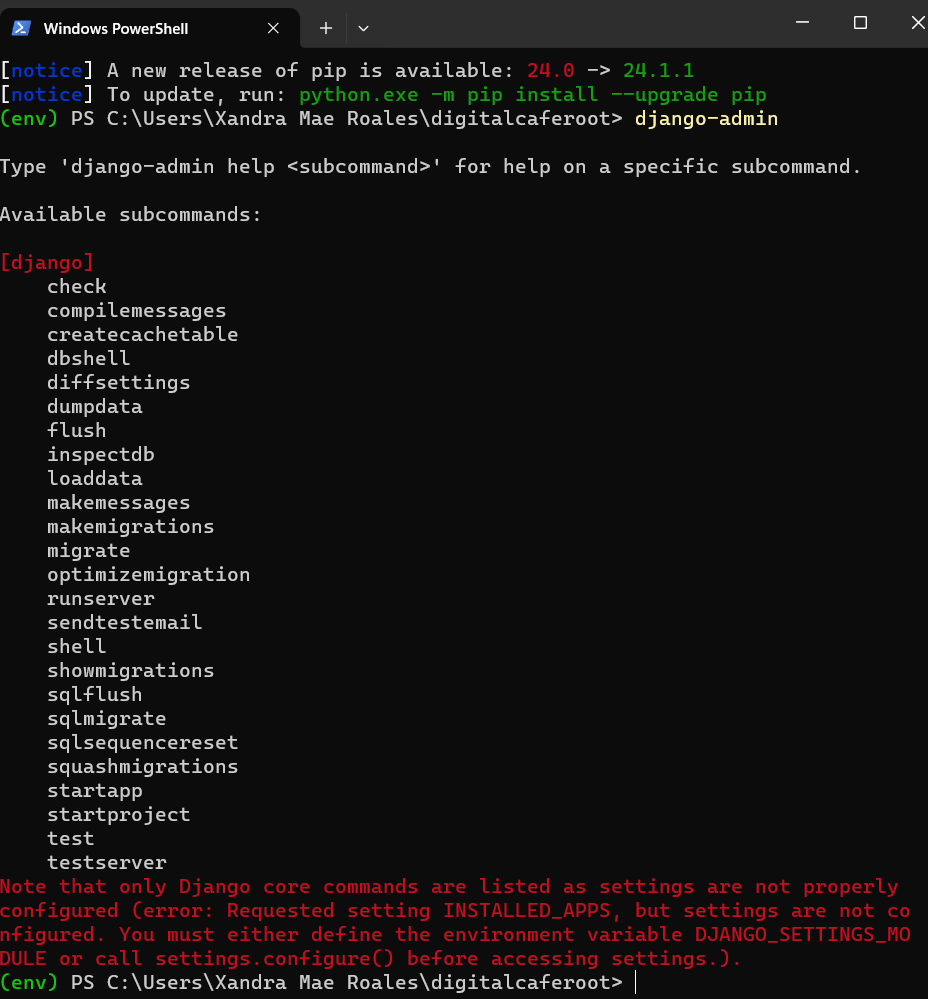 Windows PowerShell
[notice] A new release of pip is available: 24.0 -> 24.1.1
[notice] To update, run: python.exe -m pip install --upgrade pip
(env) PS C:\Users\Xandra Mae Roales\digitalcaferoot> django-admin
Type 'django-admin help <subcommand>' for help on a specific subcommand.
Available subcommands:
[django]
    check
    compilemessages
    createcachetable
    dbshell
    diffsettings
    dumpdata
    flush
    inspectdb
    loaddata
    makemessages
    makemigrations
    migrate
    optimizemigration
    runserver
    sendtestemail
    shell
    showmigrations
    sqlflush
    sqlmigrate
    sqlsequencereset
    squashmigrations
    startapp
    startproject
    test
    testserver
Note that only Django core commands are listed as settings are not properly
configured (error: Requested setting INSTALLED_APPS, but settings are not co
nfigured. You must either define the environment variable DJANGO_SETTINGS_MO
DULE or call settings.configure() before accessing settings.).
(env) PS C:\Users\Xandra Mae Roales\digitalcaferoot>